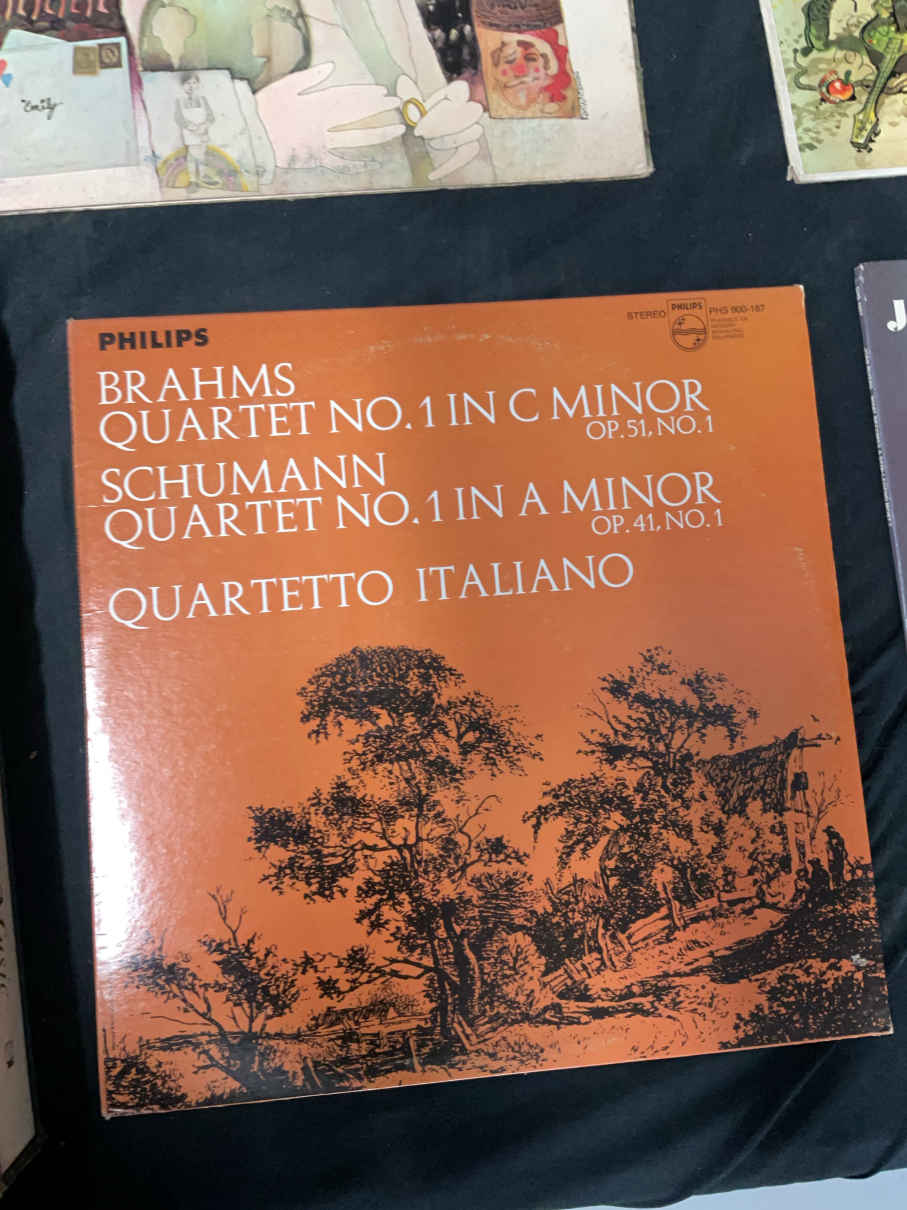 Emily
PHILIPS
STEREO
PHILIPS
PHS 900-187
BRAHMS
QUARTET NO. 1 IN C MINOR
OP. 51, NO. 1
SCHUMANN
QUARTET NO. 1 IN A MINOR
OP. 41, NO. 1
QUARTETTO ITALIANO
J